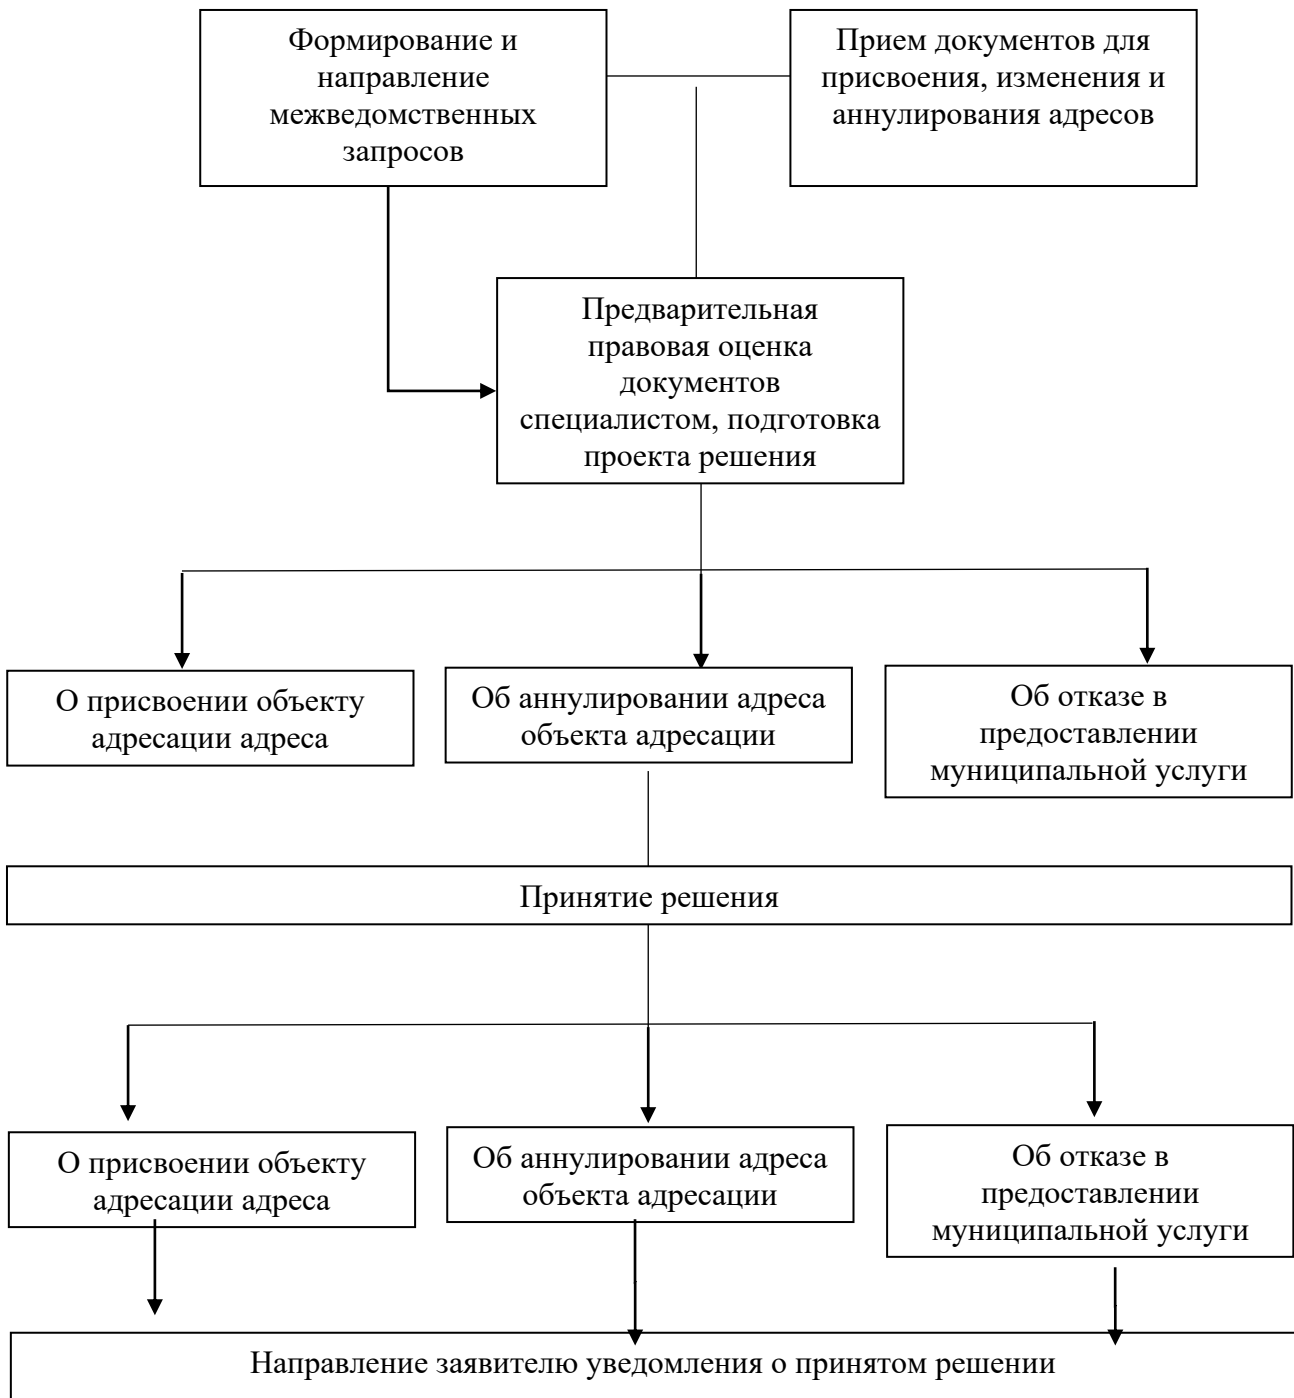 Формирование и
направление
межведомственных
запросов
Прием документов для
присвоения, изменения и
аннулирования адресов
Предварительная
правовая оценка
документов
специалистом, подготовка
проекта решения
О присвоении объекту
адресации адреса
Об аннулировании адреса
объекта адресации
Об отказе в
предоставлении
муниципальной услуги
Принятие решения
О присвоении объекту
адресации адреса
Об аннулировании адреса
объекта адресации
Об отказе в
предоставлении
муниципальной услуги
Направление заявителю уведомления о принятом решении